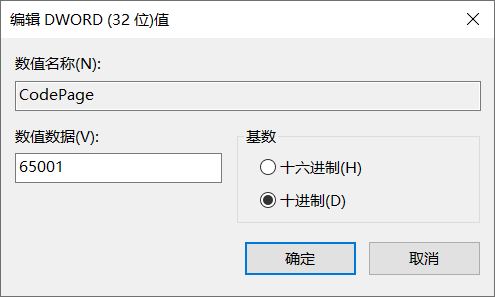 编辑 DWORD (32 位)值
数值名称(N):
CodePage
数值数据(V):
65001
基数
十六进制(H)
十进制(D)
确定
取消